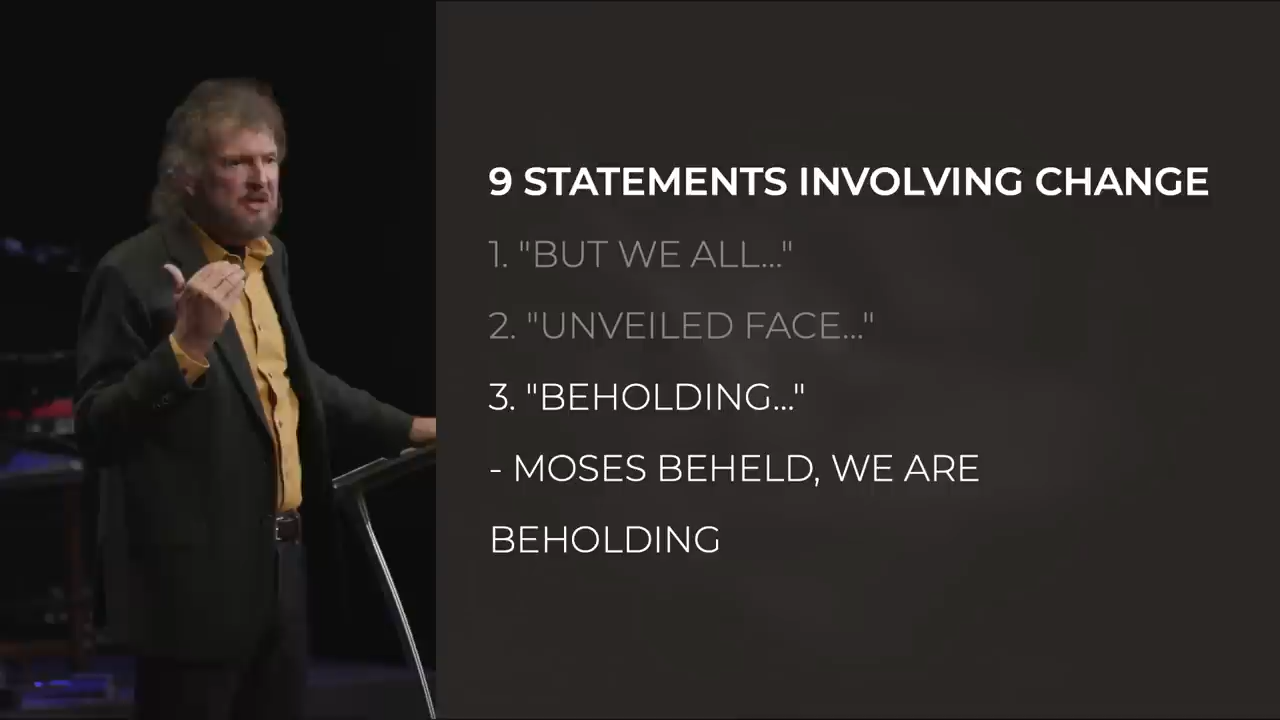 9 STATEMENTS INVOLVING CHANGE
1. "BUT WE ALL..."
2. "UNVEILED FACE..."
3. "BEHOLDING..."
- MOSES BEHELD, WE ARE
BEHOLDING